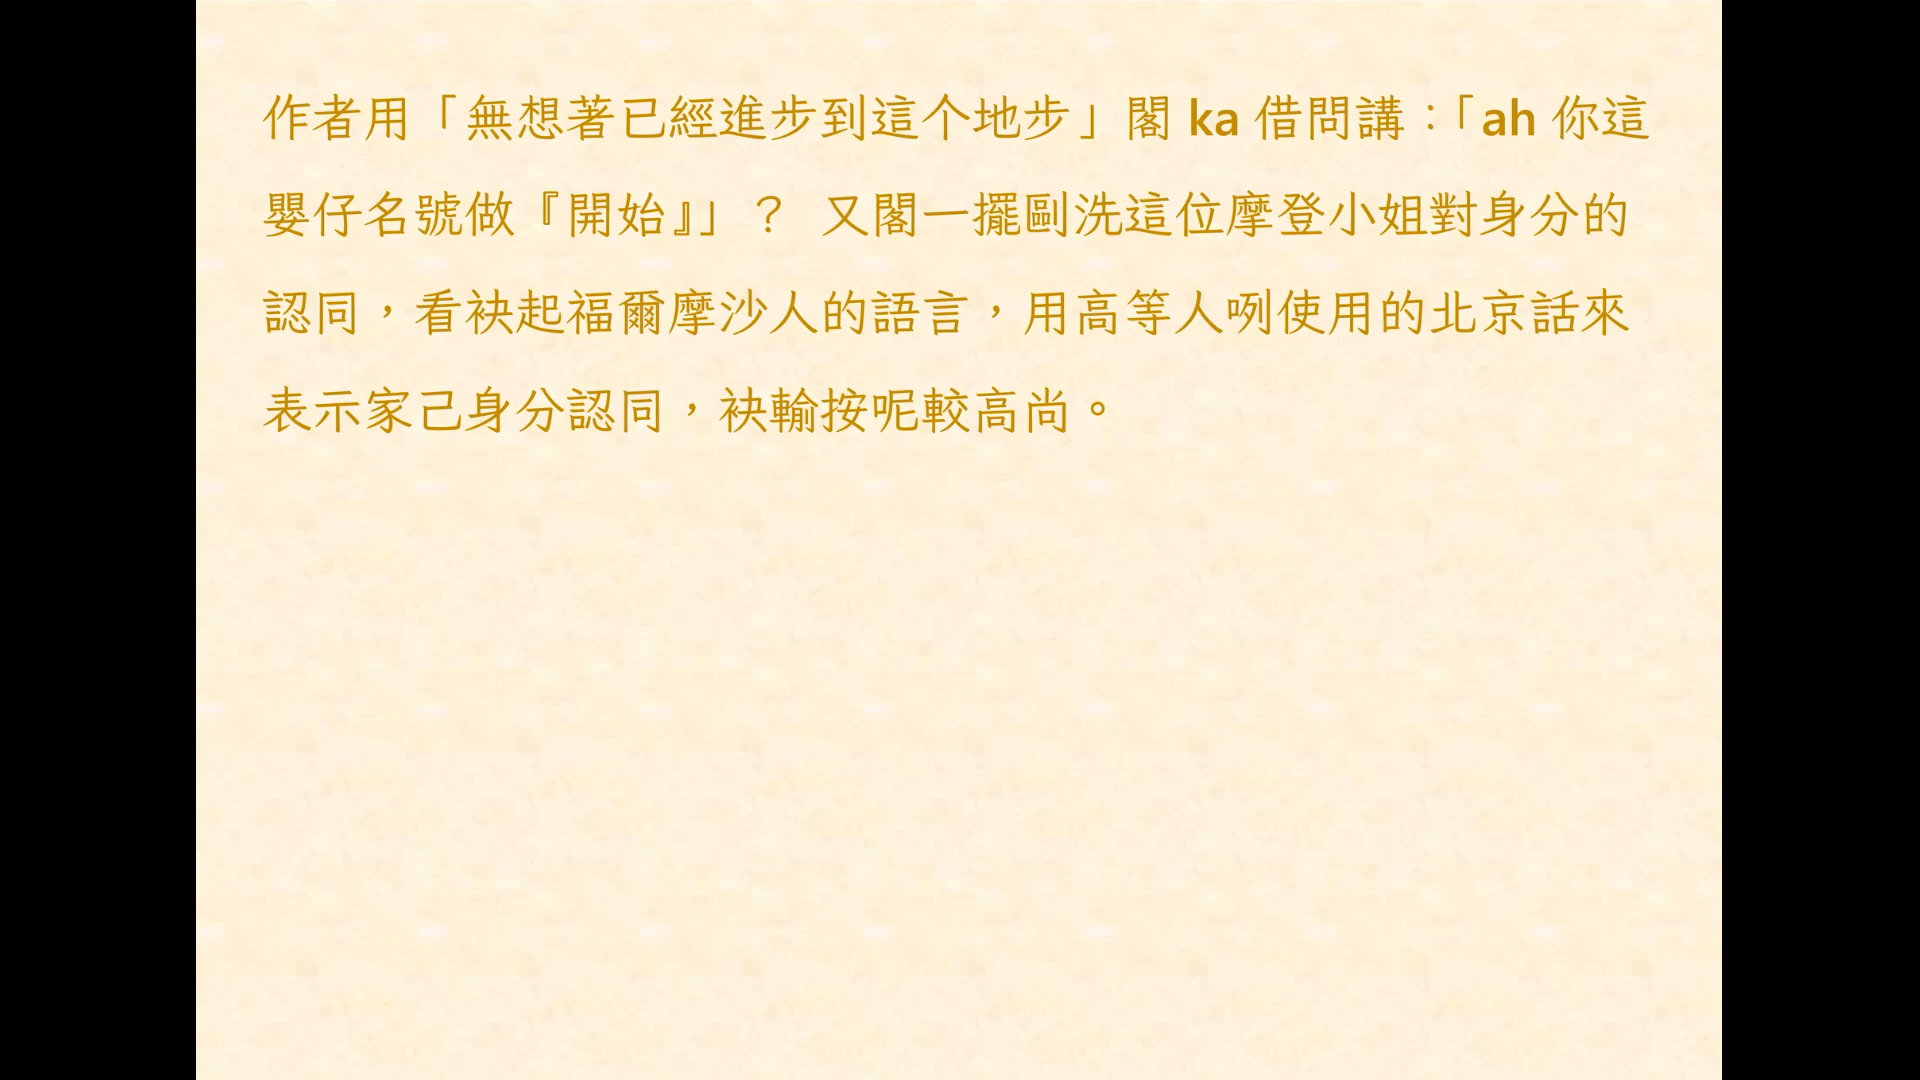 作者用「無想著已經進步到這个地步」閣 ka 借問講：「ah 你這
嬰仔名號做『開始』」？ 又閣一擺剾洗這位摩登小姐對身分的
認同，看袂起福爾摩沙人的語言，用高等人咧使用的北京話來
表示家己身分認同，袂輸按呢較高尚。